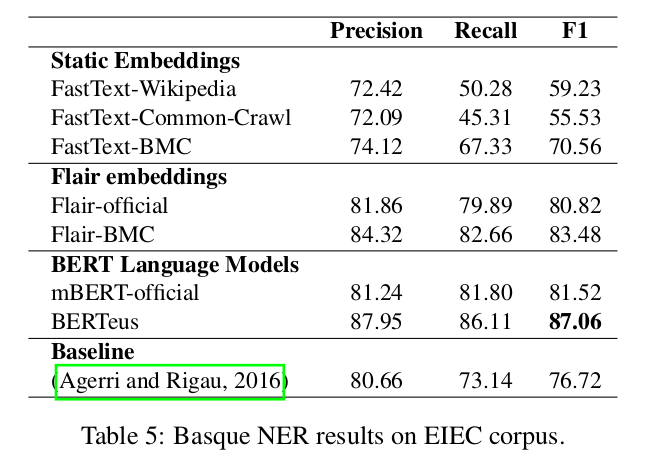 Precision Recall F1
Static Embeddings
FastText-Wikipedia 72.42 50.28 59.23
FastText-Common-Crawl 72.09 45.31 55.53
FastText-BMC 74.12 67.33 70.56
Flair embeddings
Flair-official 81.86 79.89 80.82
Flair-BMC 84.32 82.66 83.48
BERT Language Models
mBERT-official 81.24 81.80 81.52
BERTeus 87.95 86.11 87.06
Baseline
(Agerri and Rigau, 2016) 80.66 73.14 76.72
Table 5: Basque NER results on EIEC corpus.